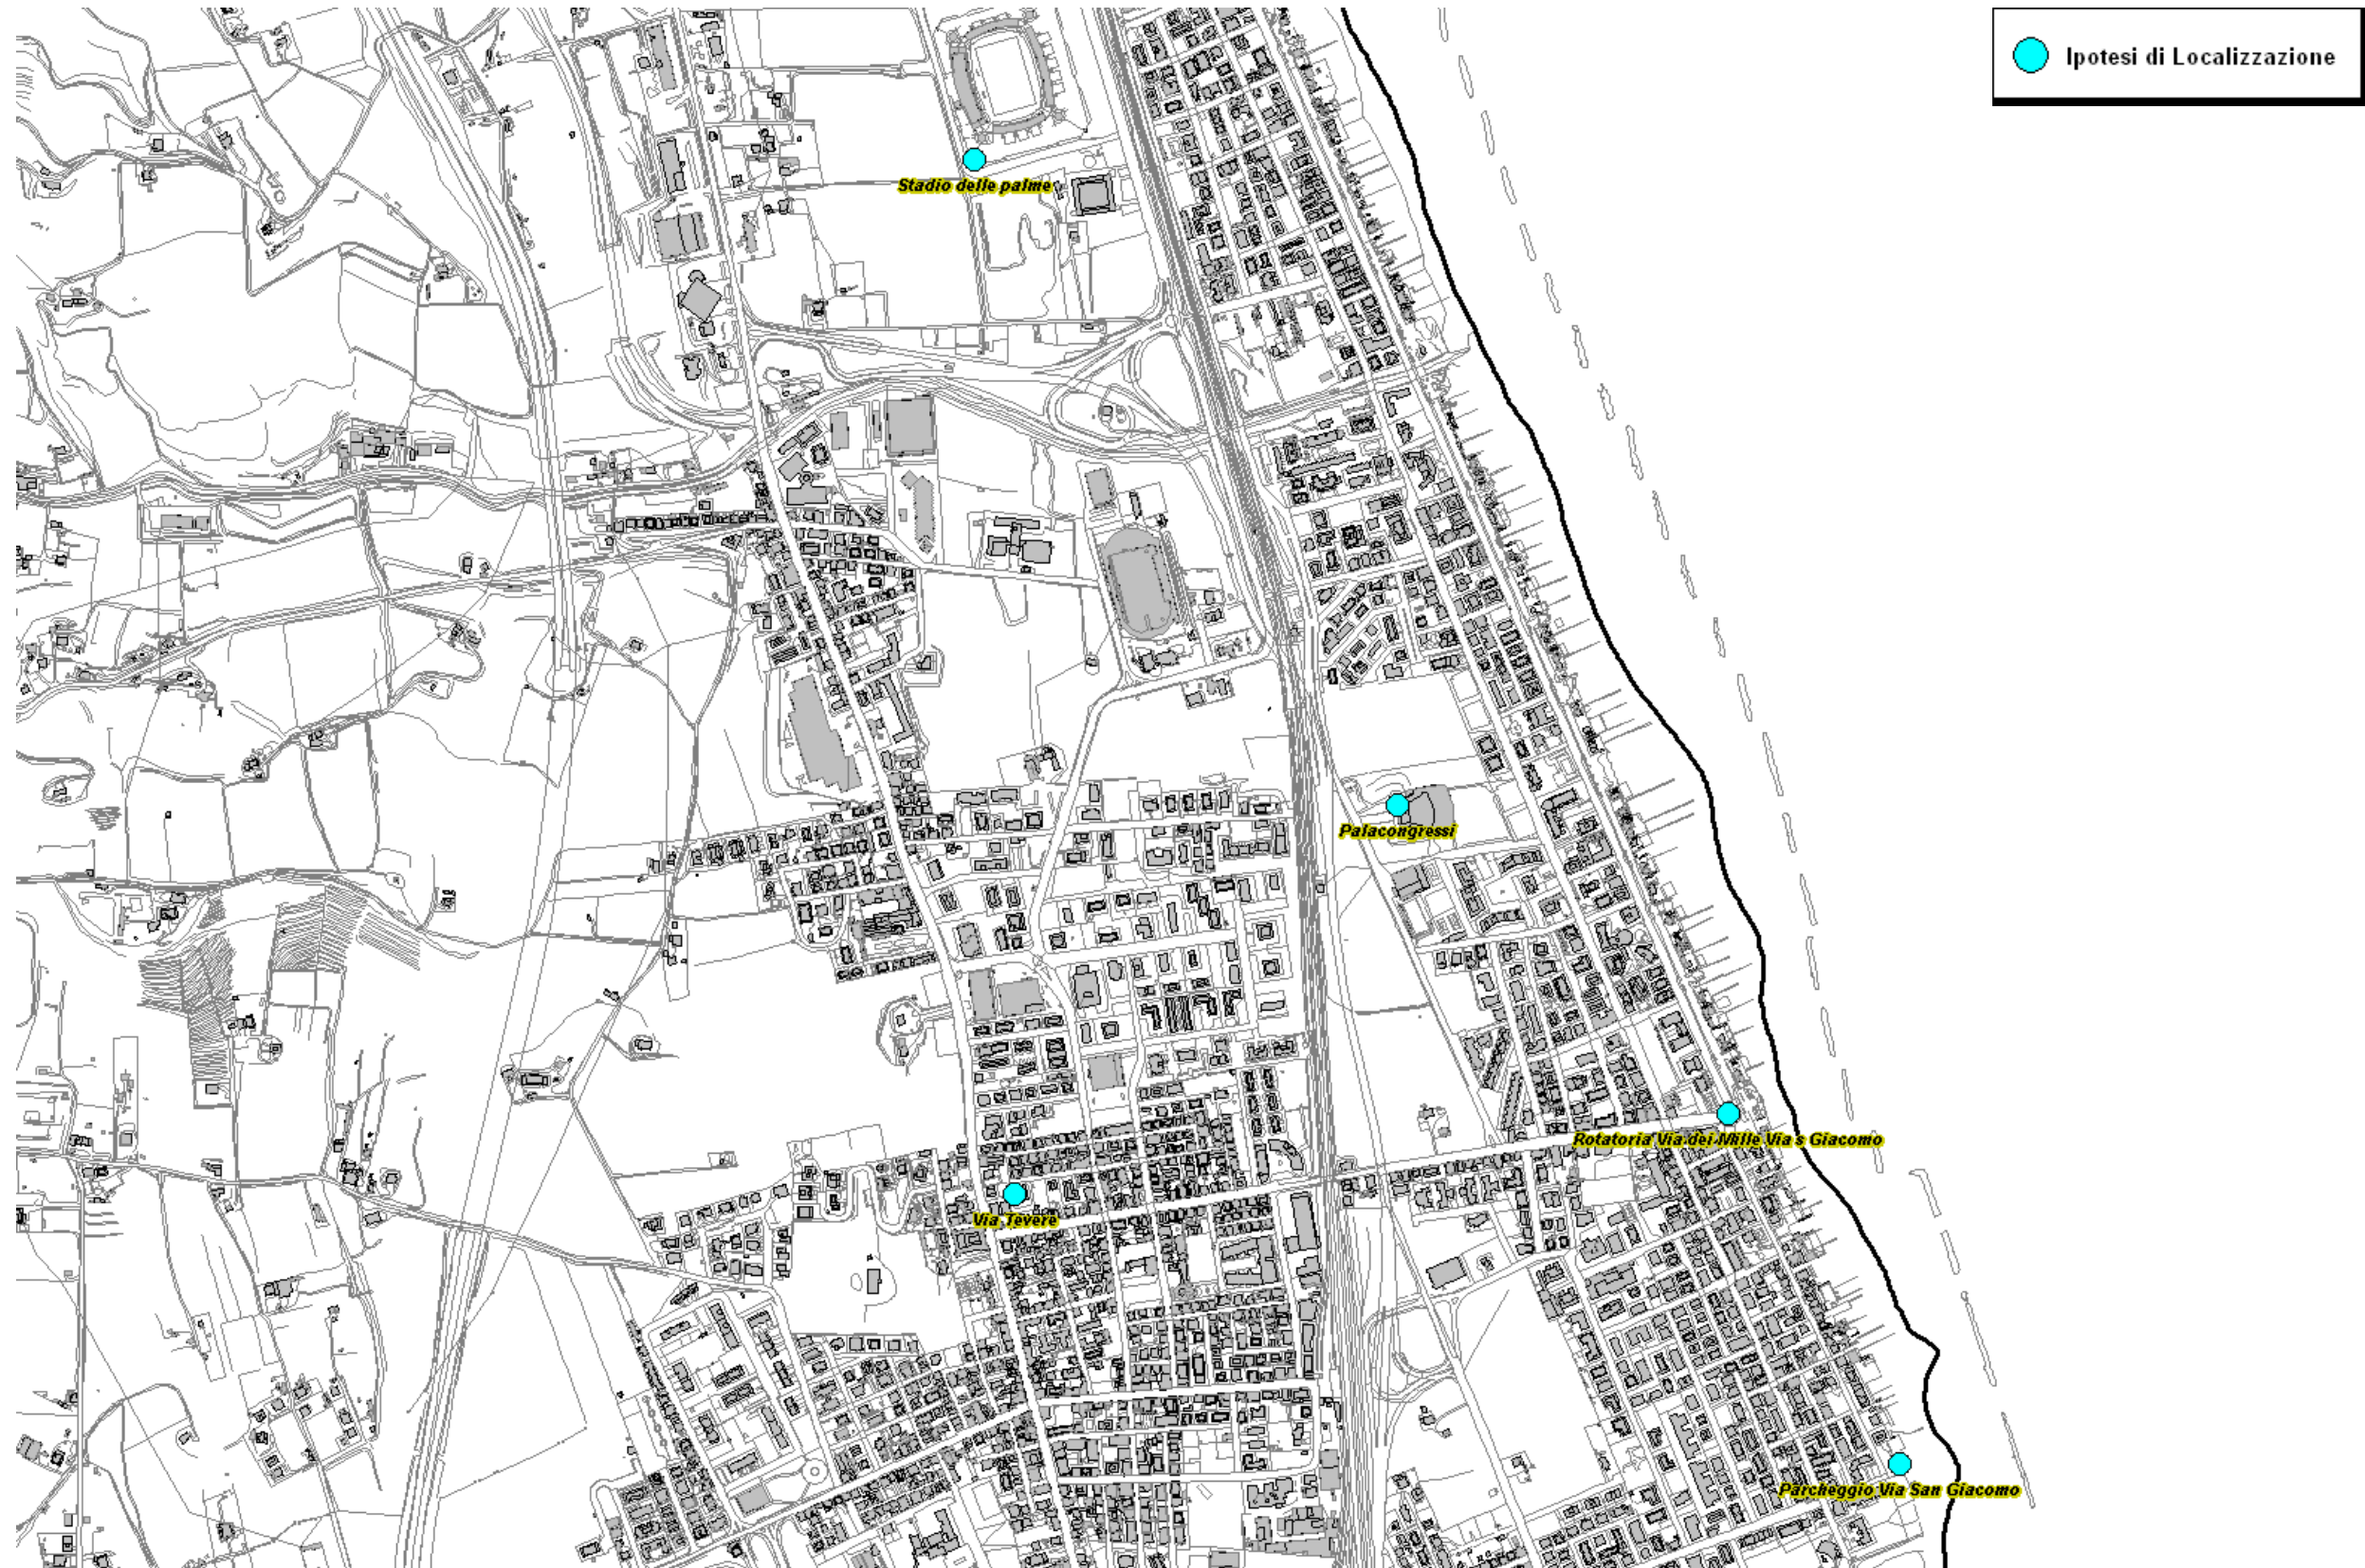 Ipotesi di Localizzazione
Stadio delle palme
Palacongressi
Rotatoria Via dei Mille Via s Giacomo
Via Tevere
Parcheggio Via San Giacomo